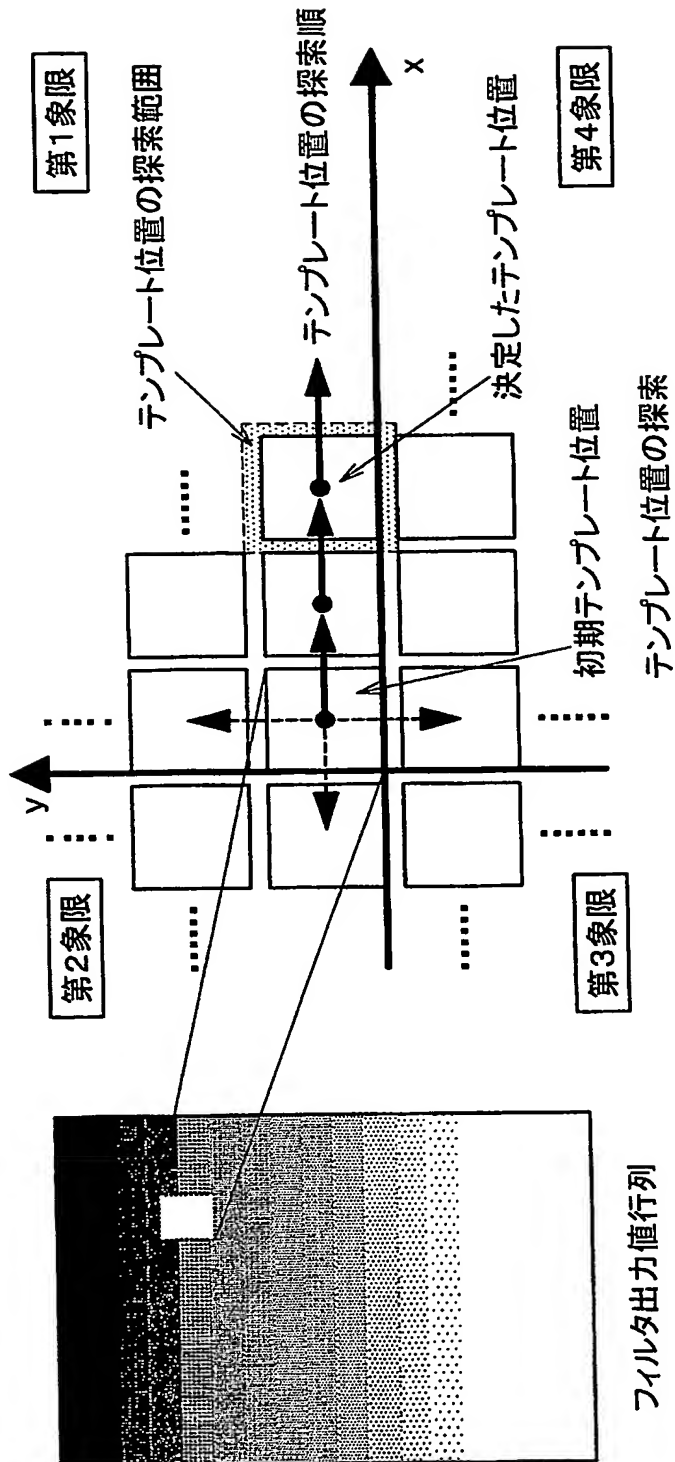 第1象限
テンプレート位置の探索範囲
テンプレート位置の探索順
x
第4象限
決定したテンプレート位置
初期テンプレート位置
テンプレート位置の探索
y
第2象限
第3象限
フィルタ出力値行列